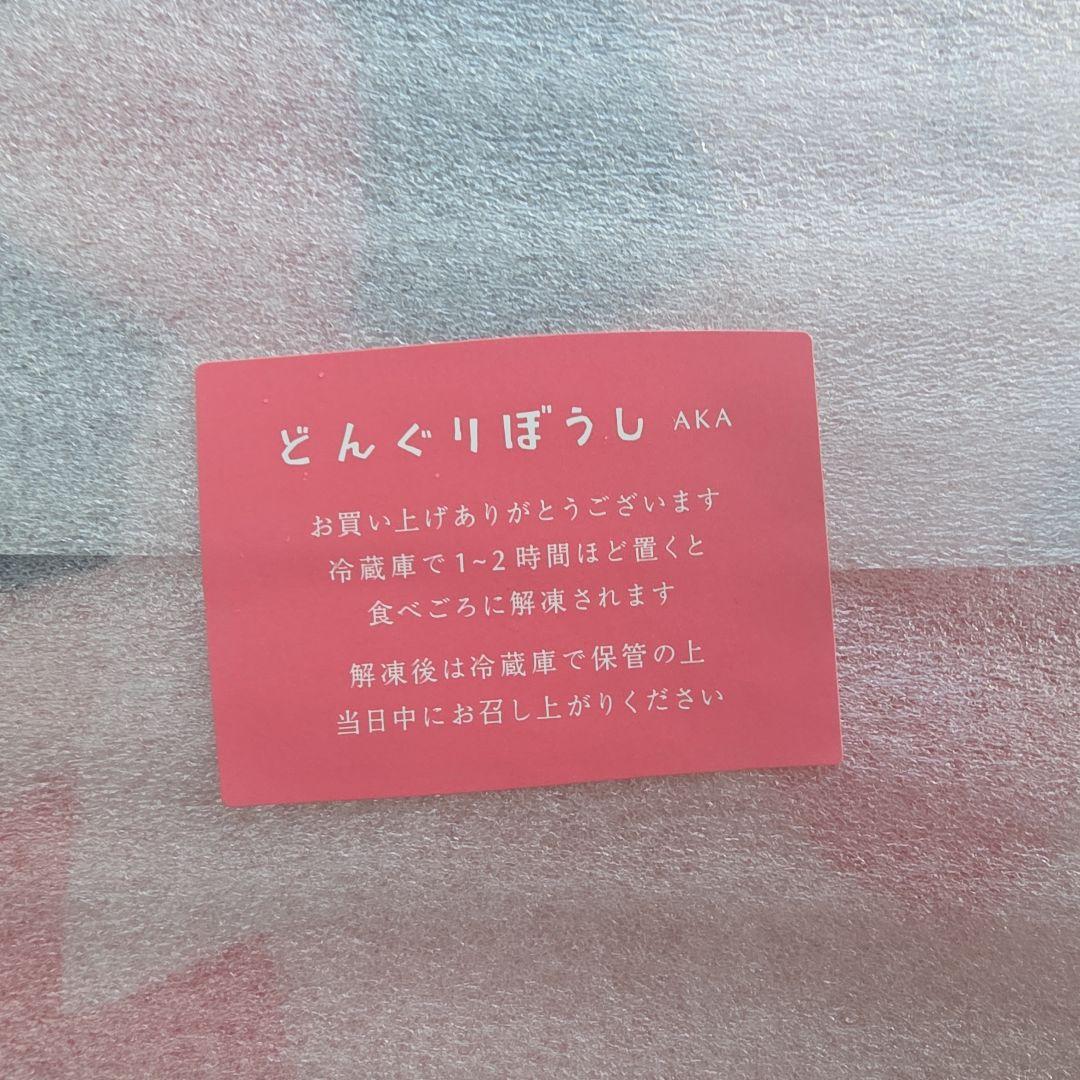 どんぐりぼうし AKA
お買い上げありがとうございます
冷蔵庫で1~2時間ほど置くと
食べごろに解凍されます
解凍後は冷蔵庫で保管の上
当日中にお召し上がりください